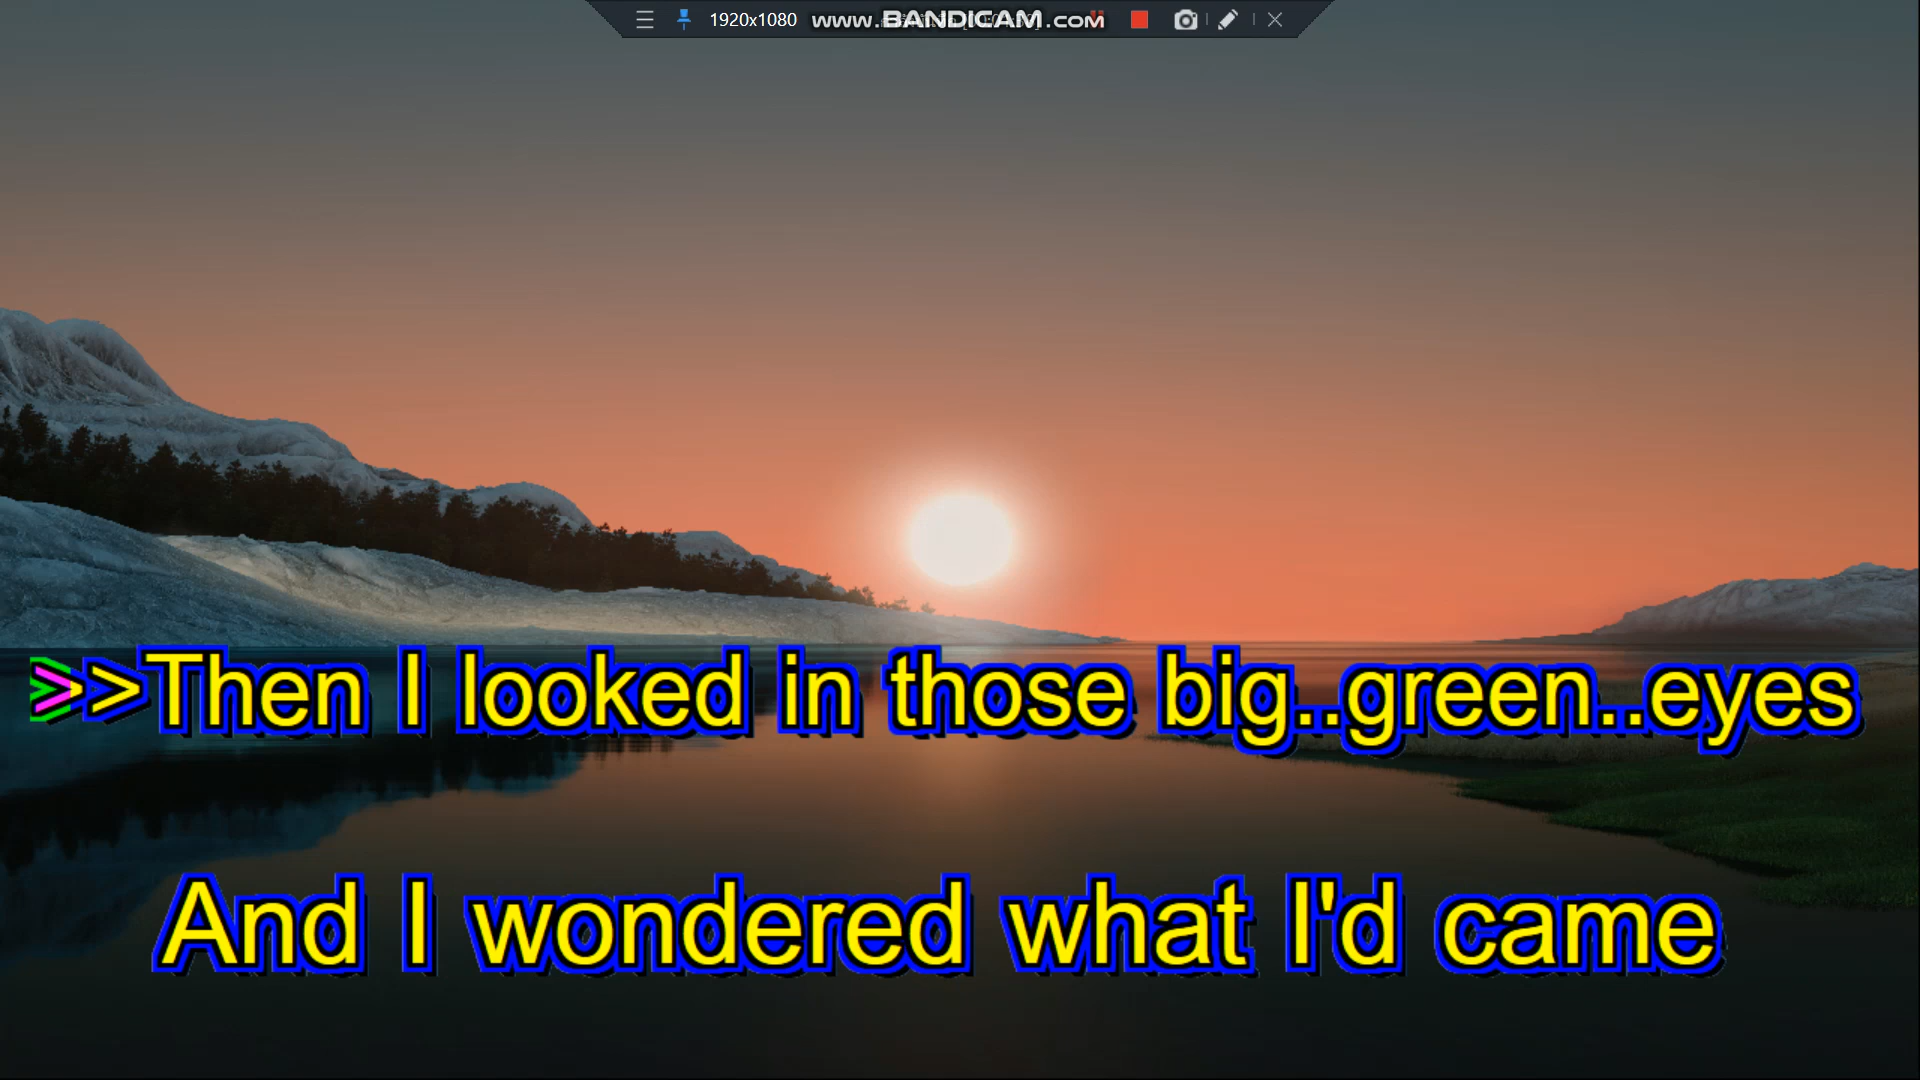 1920x1080 www.BANDICAM.com
>>Then I looked in those big..green..eyes
And I wondered what I'd came